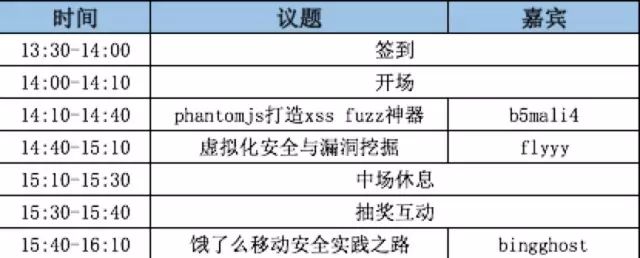 时间 议题 嘉宾
13:30-14:00 签到
14:00-14:10 开场
14:10-14:40 phantomjs打造xss fuzz神器 b5mali4
14:40-15:10 虚拟化安全与漏洞挖掘 flyyy
15:10-15:30 中场休息
15:30-15:40 抽奖互动
15:40-16:10 饿了么移动安全实践之路 bingghost